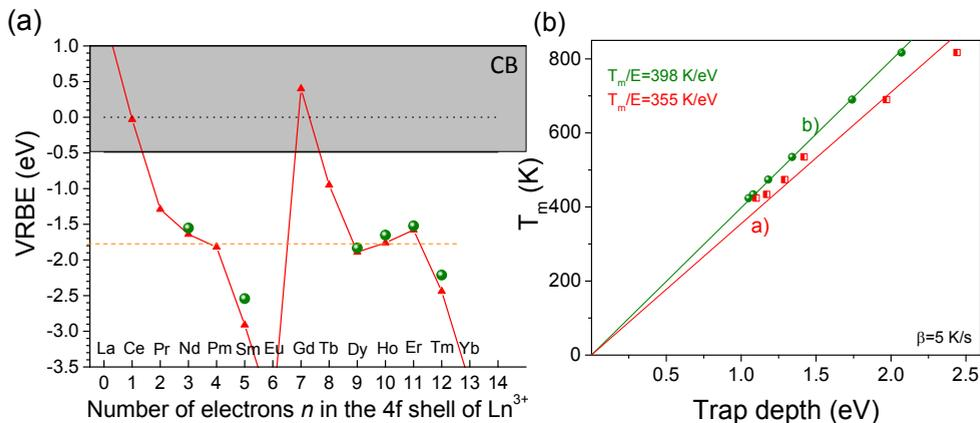 (a)
1.0
0.5
0.0
-0.5
-1.0
-1.5
-2.0
-2.5
-3.0
-3.5
VRBE (eV)
CB
La Ce Pr Nd Pm Sm Eu Gd Tb Dy Ho Er Tm Yb
0 1 2 3 4 5 6 7 8 9 10 11 12 13 14
Number of electrons n in the 4f shell of Ln3+
(b)
800
600
400
200
0
Tm (K)
Tm/E=398 K/eV
Tm/E=355 K/eV
b)
a)
β=5 K/s
0.5 1.0 1.5 2.0 2.5
Trap depth (eV)